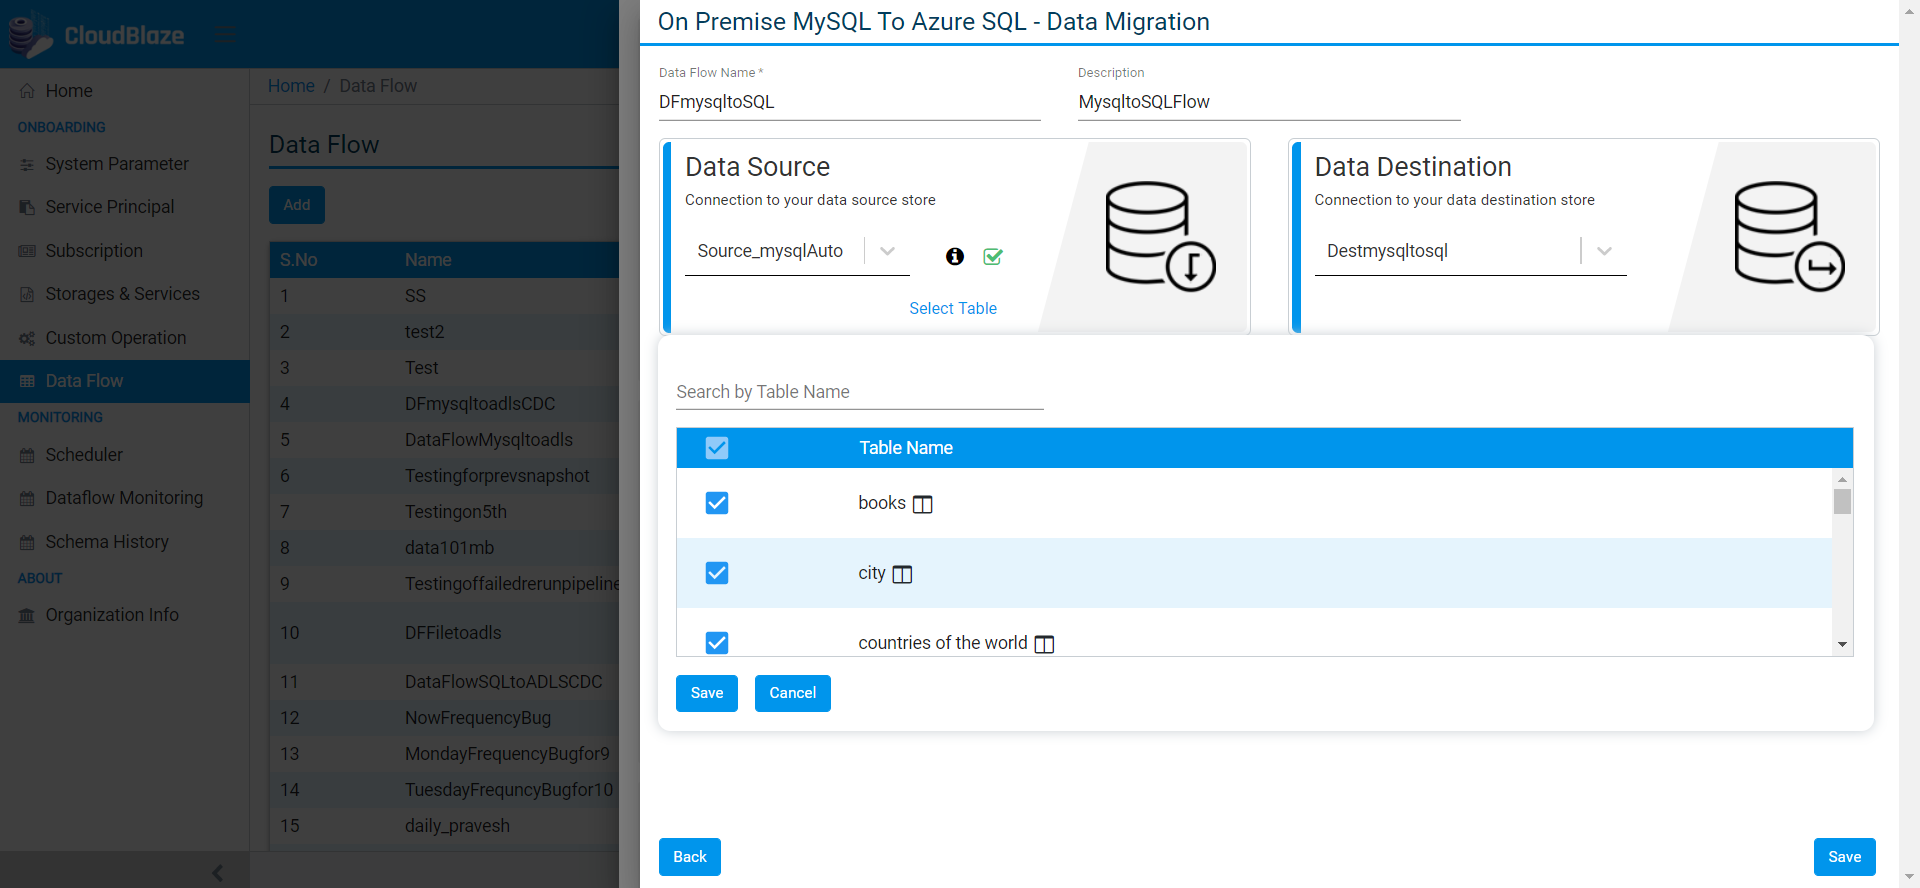 CloudBlaze
Home
ONBOARDING
System Parameter
Service Principal
Subscription
Storages & Services
Custom Operation
Data Flow
MONITORING
Scheduler
Dataflow Monitoring
Schema History
ABOUT
Organization Info
Home / Data Flow
Data Flow
Add
S.No Name
1 SS
2 test2
3 Test
4 DFmysqltoadlsCDC
5 DataFlowMysqltoadls
6 Testingforprevsnapshot
7 Testingon5th
8 data101mb
9 Testingoffailedrerunpipeline
10 DFFiletoadls
11 DataFlowSQLtoADLSCDC
12 NowFrequencyBug
13 MondayFrequencyBugfor9
14 TuesdayFrequncyBugfor10
15 daily_pravesh
On Premise MySQL To Azure SQL - Data Migration
Data Flow Name *
DFmysqltoSQL
Description
MysqltoSQLFlow
Data Source
Connection to your data source store
Source_mysqlAuto
Select Table
Data Destination
Connection to your data destination store
Destmysqltosql
Search by Table Name
Table Name
books
city
countries of the world
Save Cancel
Back Save